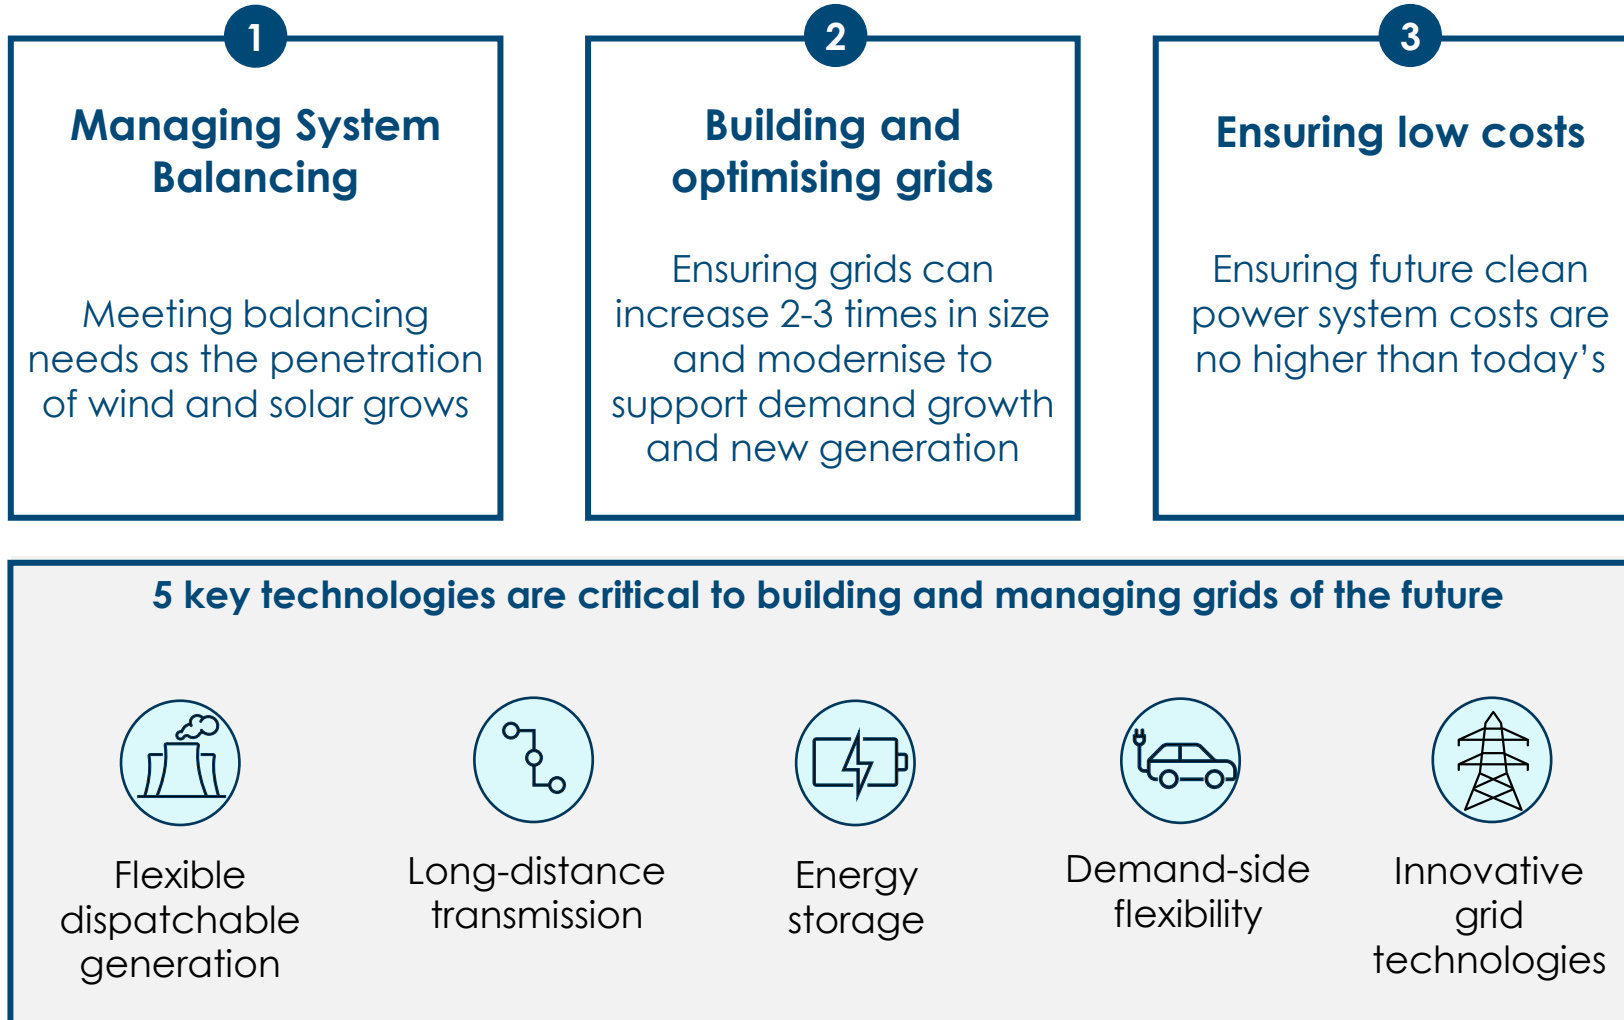 1
Managing System
Balancing
Meeting balancing
needs as the penetration
of wind and solar grows
2
Building and
optimising grids
Ensuring grids can
increase 2-3 times in size
and modernise to
support demand growth
and new generation
3
Ensuring low costs
Ensuring future clean
power system costs are
no higher than today's
5 key technologies are critical to building and managing grids of the future
Flexible
dispatchable
generation
Long-distance
transmission
Energy
storage
Demand-side
flexibility
Innovative
grid
technologies